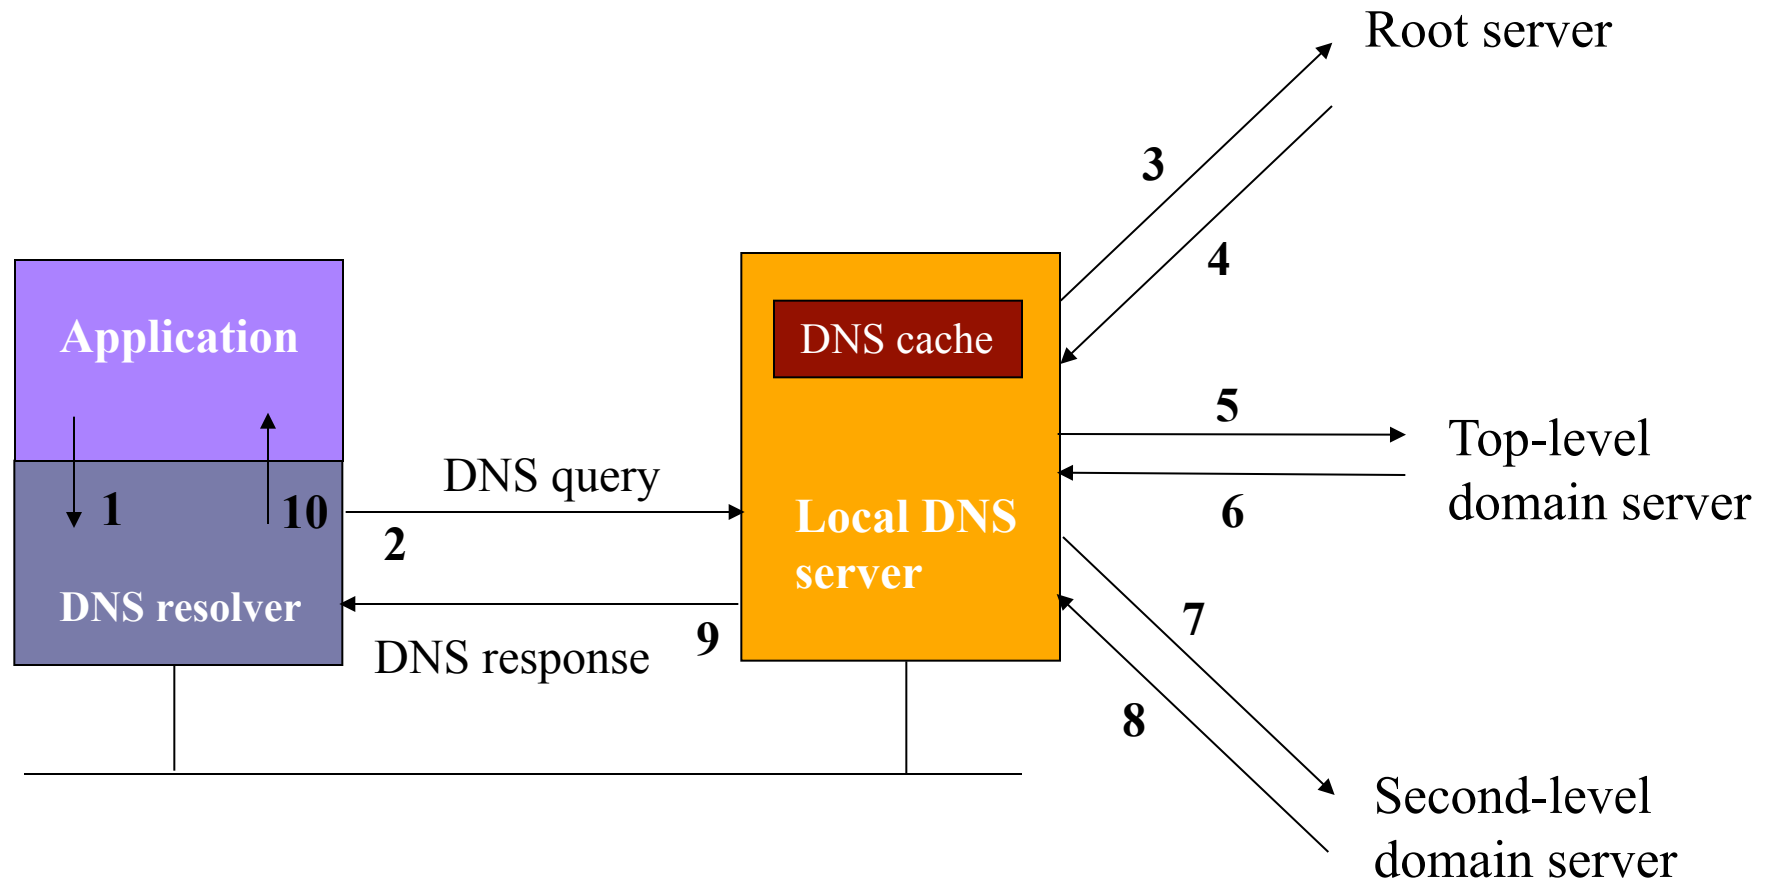 Root server
3
4
Application
DNS cache
5
Top-level
domain server
6
1
10
DNS query
2
Local DNS
server
DNS resolver
9
DNS response
7
8
Second-level
domain server